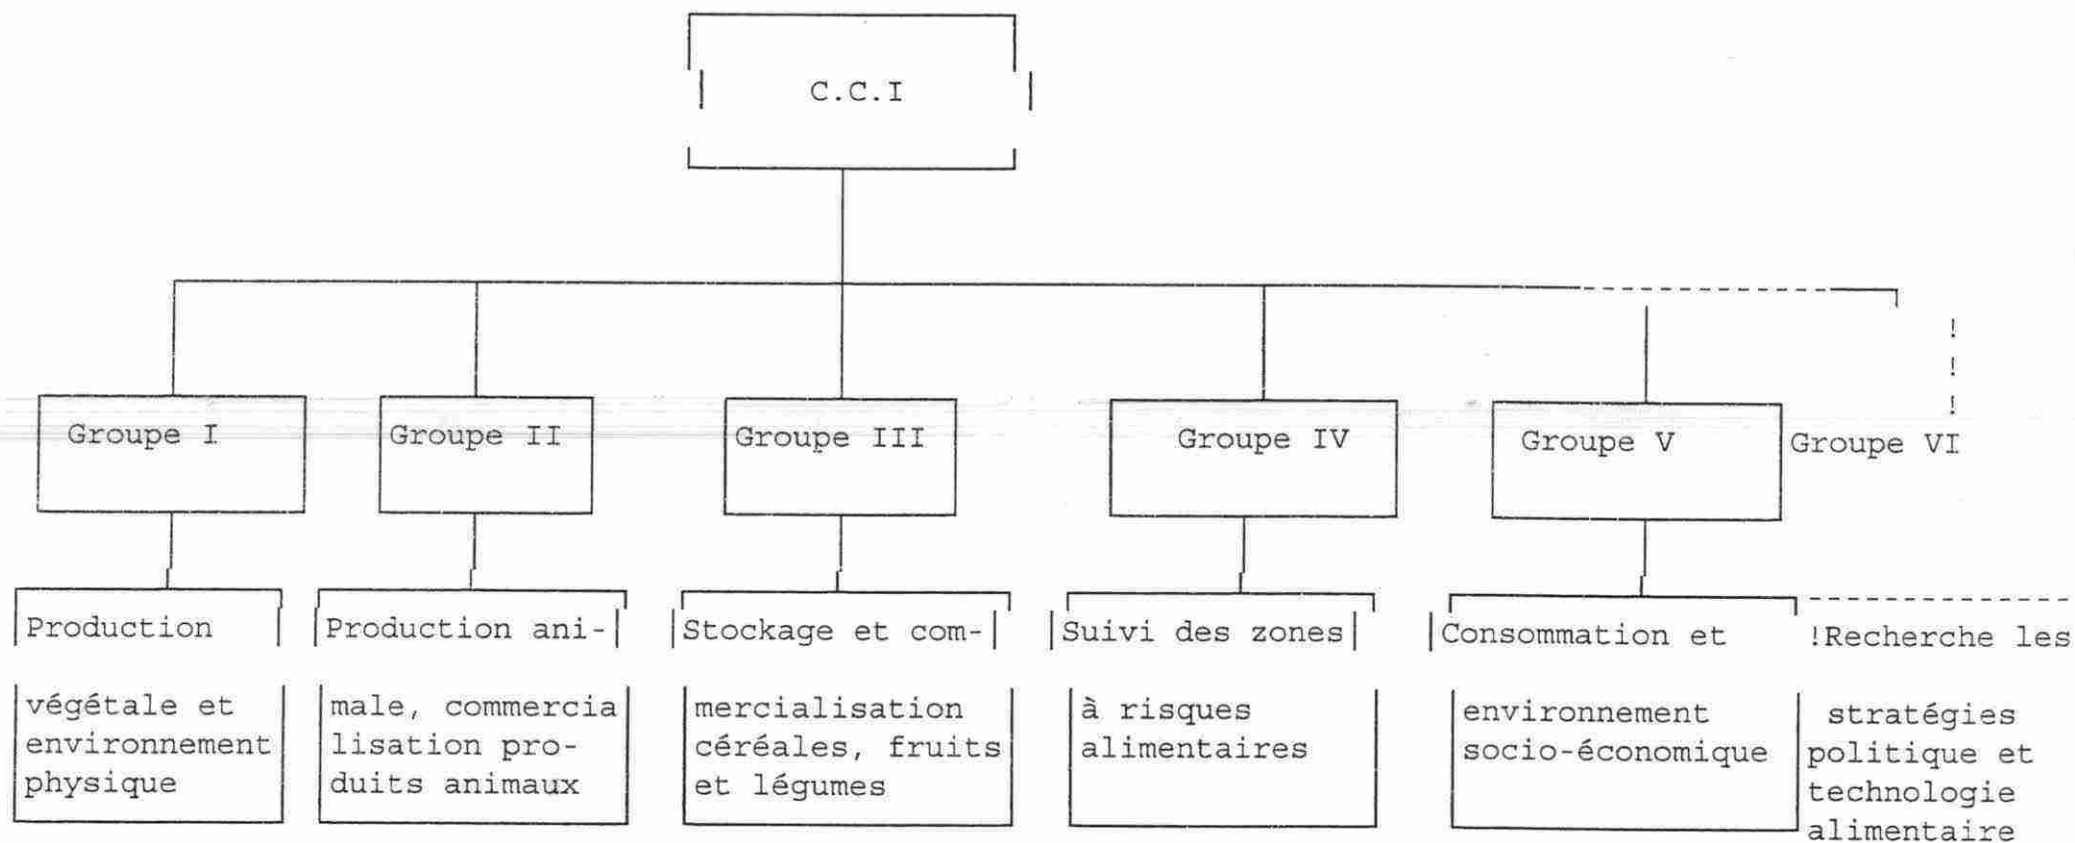 C.C.I
Groupe I
Groupe II
Groupe III
Groupe IV
Groupe V
Groupe VI
Production
végétale et
environnement
physique
Production ani-
male, commercia
lisation pro-
duits animaux
Stockage et com-
mercialisation
céréales, fruits
et légumes
Suivi des zones
à risques
alimentaires
Consommation et
environnement
socio-économique
!Recherche les
stratégies
politique et
technologie
alimentaire